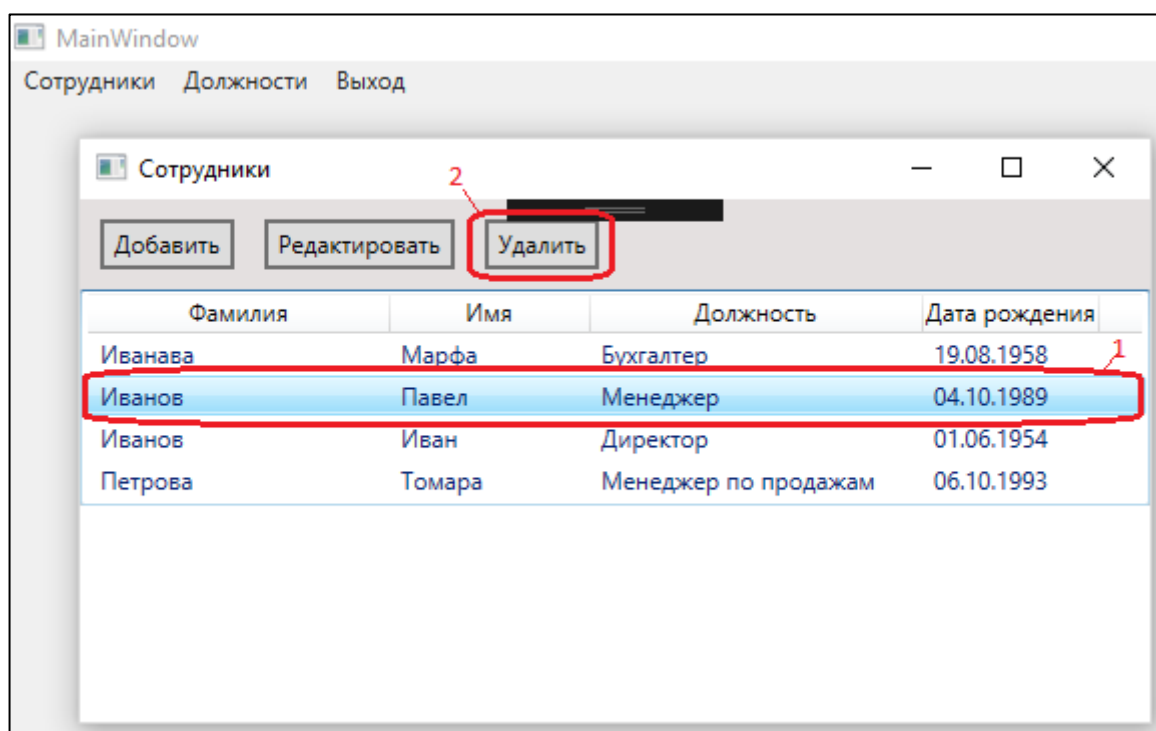 MainWindow
Сотрудники Должности Выход
Сотрудники
2
Добавить Редактировать Удалить
Фамилия Имя Должность Дата рождения
1
Иванава Марфа Бухгалтер 19.08.1958
Иванов Павел Менеджер 04.10.1989
Иванов Иван Директор 01.06.1954
Петрова Томара Менеджер по продажам 06.10.1993